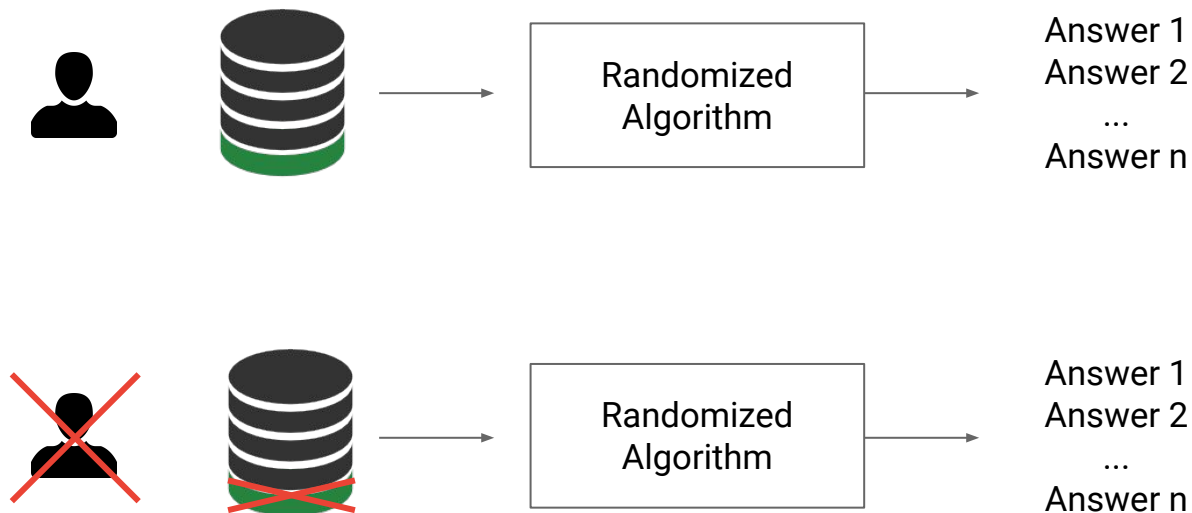 Randomized
Algorithm
Answer 1
Answer 2
...
Answer n
Randomized
Algorithm
Answer 1
Answer 2
...
Answer n